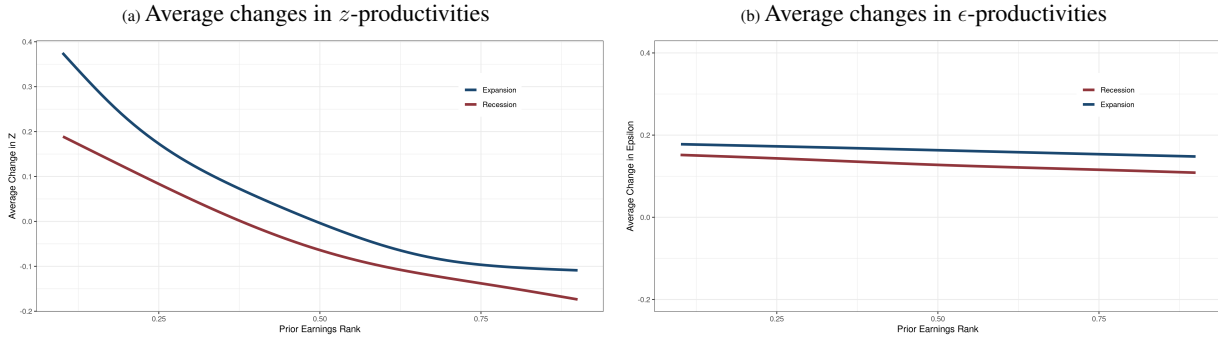 (a) Average changes in z-productivities
0.4
0.3
0.2
0.1
0.0
-0.1
-0.2
Average Change in Z
Expansion
Recession
0.25
0.50
0.75
Prior Earnings Rank
(b) Average changes in ϵ-productivities
0.4
0.2
0.0
-0.2
Average Change in Epsilon
Recession
Expansion
0.25
0.50
0.75
Prior Earnings Rank